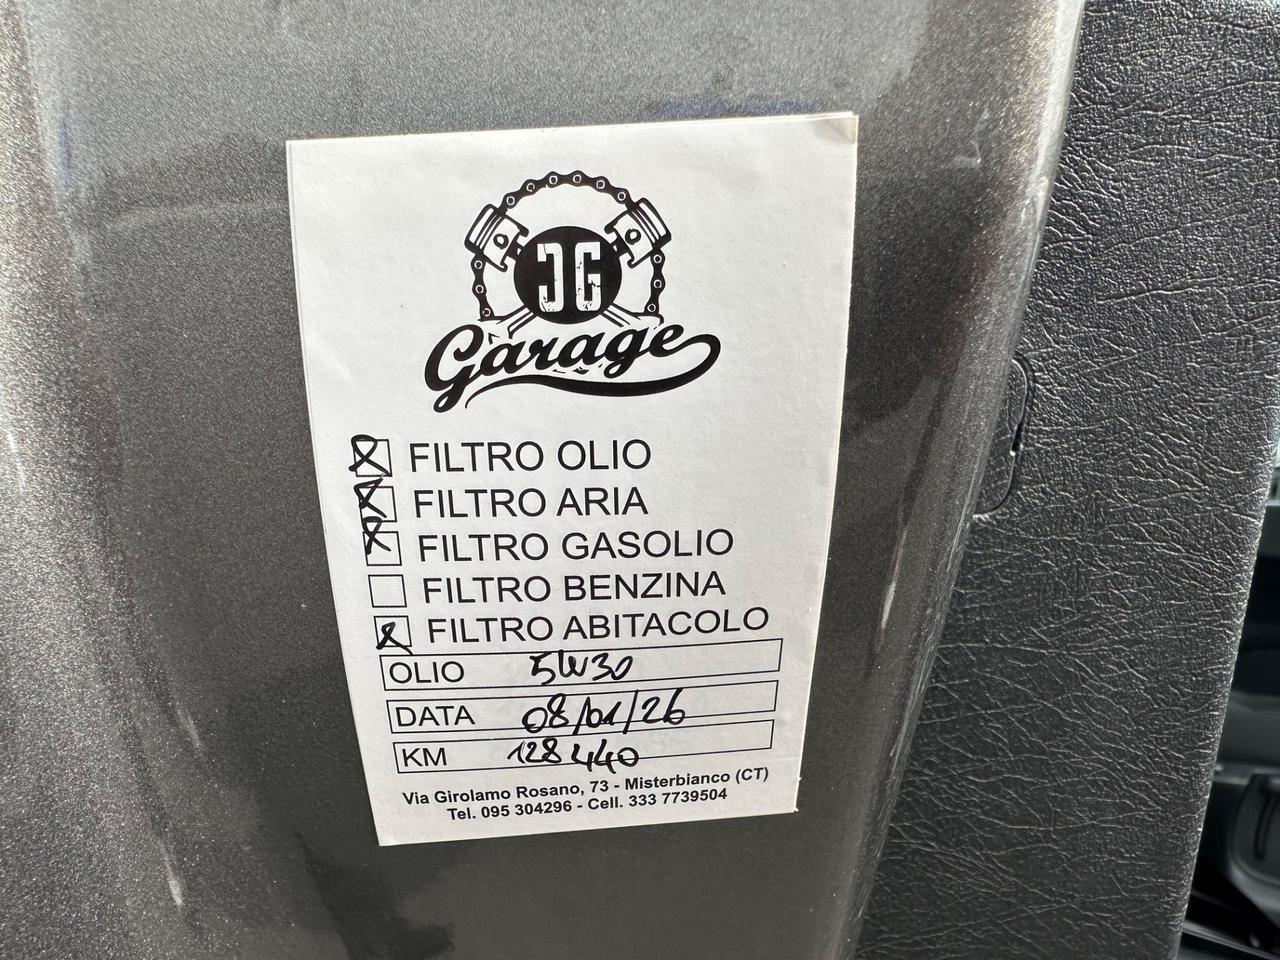 JG
Garage
FILTRO OLIO
FILTRO ARIA
FILTRO GASOLIO
FILTRO BENZINA
FILTRO ABITACOLO
OLIO 5W30
DATA 08/01/26
KM 128440
Via Girolamo Rosano, 73 - Misterbianco (CT)
Tel. 095 304296 - Cell. 333 7739504